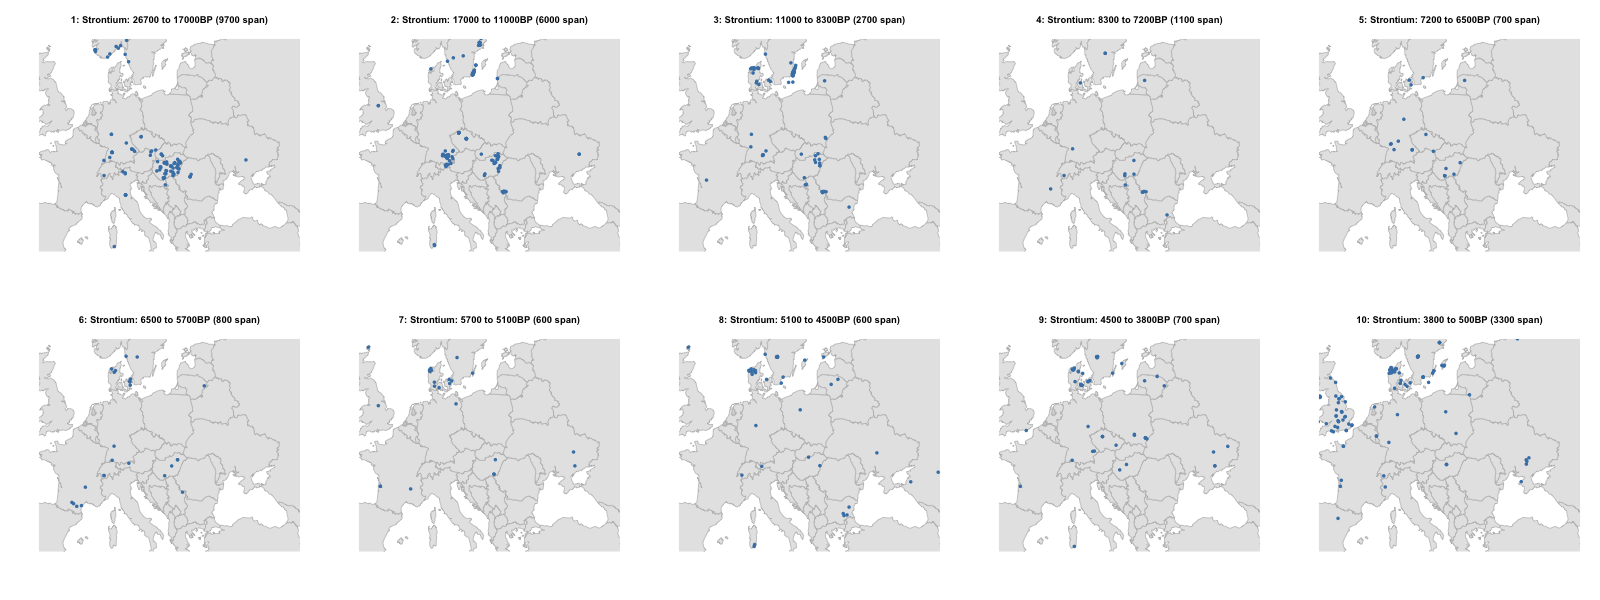 1: Strontium: 26700 to 17000BP (9700 span)
2: Strontium: 17000 to 11000BP (6000 span)
3: Strontium: 11000 to 8300BP (2700 span)
4: Strontium: 8300 to 7200BP (1100 span)
5: Strontium: 7200 to 6500BP (700 span)
6: Strontium: 6500 to 5700BP (800 span)
7: Strontium: 5700 to 5100BP (600 span)
8: Strontium: 5100 to 4500BP (600 span)
9: Strontium: 4500 to 3800BP (700 span)
10: Strontium: 3800 to 500BP (3300 span)